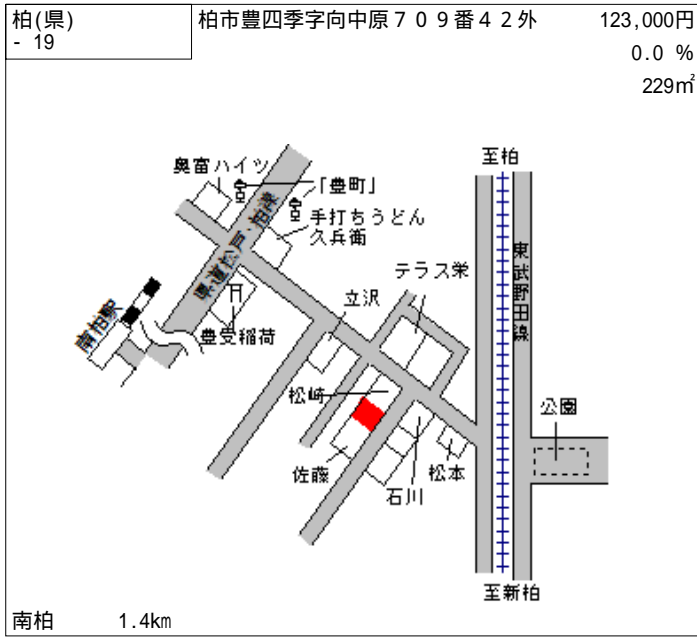 柏(県)
- 19
柏市豊四季字向中原７０９番４２外
123,000円
0.0 %
229㎡
至柏
奥富ハイツ
「豊町」
手打ちうどん
久兵衛
県道松戸・柏線
東武野田線
テラス栄
立沢
南柏駅
豊受稲荷
松崎
公園
佐藤
石川
松本
至新柏
南柏
1.4km